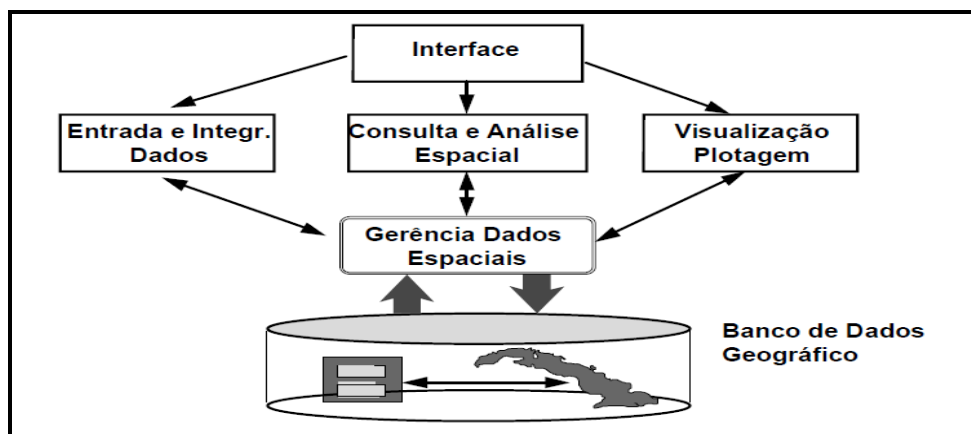 Interface
Entrada e Integr.
Dados
Consulta e Análise
Espacial
Visualização
Plotagem
Gerência Dados
Espaciais
Banco de Dados
Geográfico